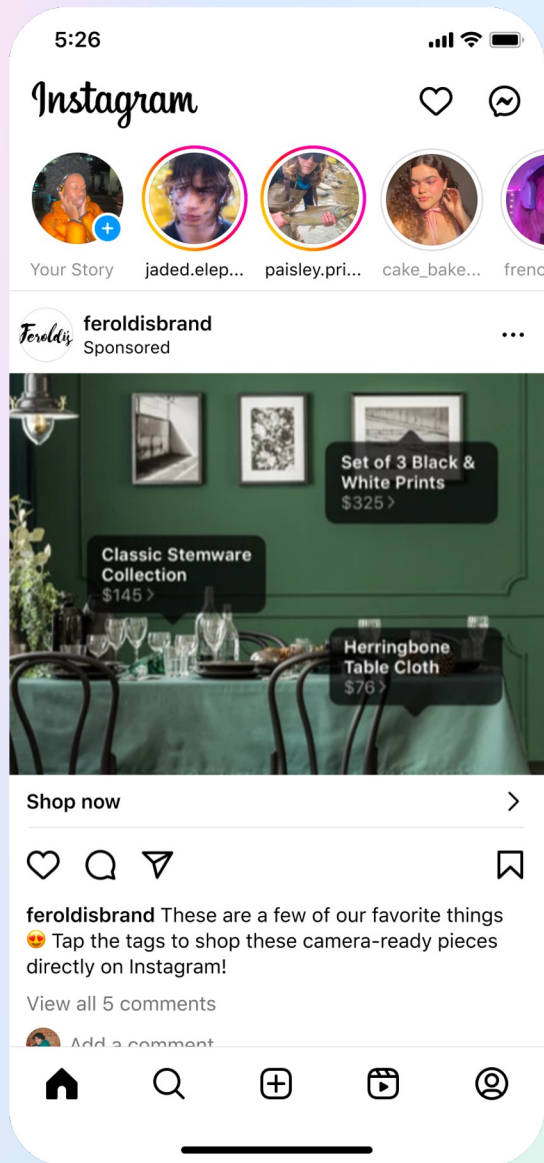 5:26
Instagram
Your Story
jaded.elep...
paisley.pri...
cake_bake...
frenc
Feroldis
feroldisbrand
Sponsored
Set of 3 Black &
White Prints
$325 >
Classic Stemware
Collection
$145 >
Herringbone
Table Cloth
$76 >
Shop now
feroldisbrand These are a few of our favorite things
😍 Tap the tags to shop these camera-ready pieces
directly on Instagram!
View all 5 comments
Add a comment